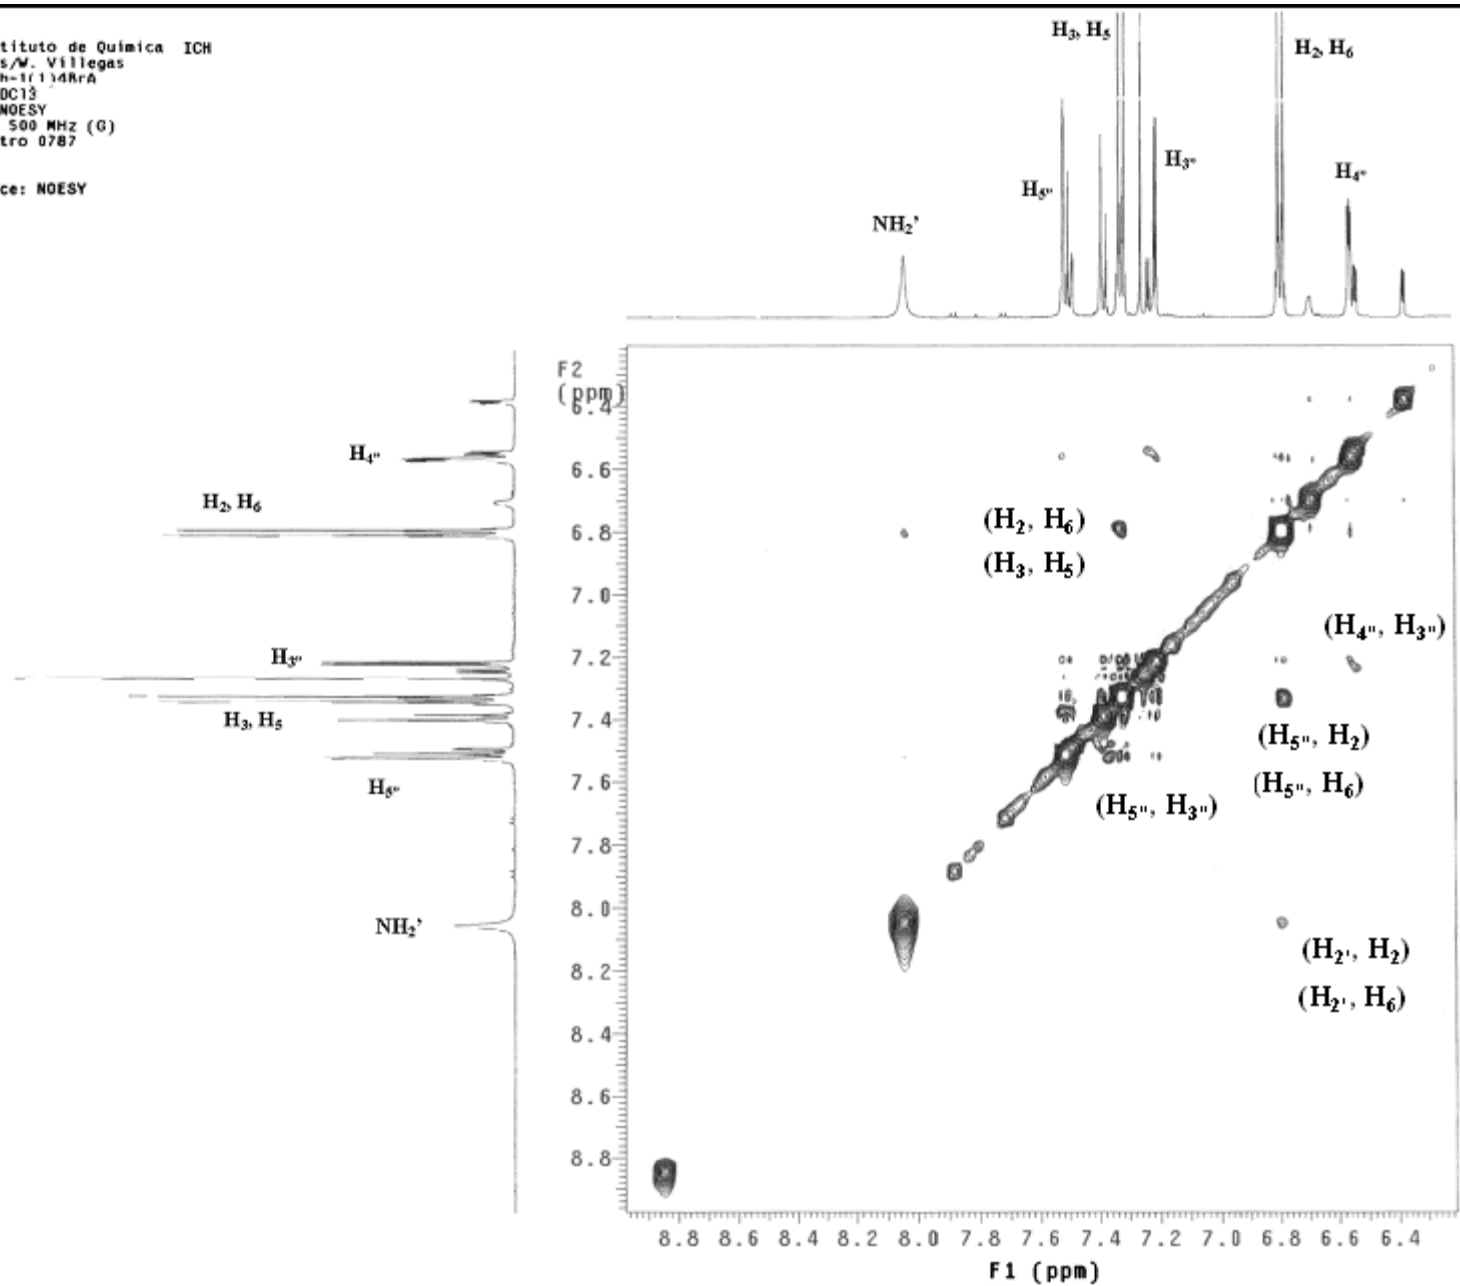 tituto de Quimica ICH
s/W. Villegas
h-1(1)4BrA
DC13
NOESY
500 MHz (G)
tro 0787
ce: NOESY
H₃, H₅
H₂, H₆
H₃"
H₄"
H₅"
NH₂'
F2
(ppm)
6.4
H₄"
6.6
H₂, H₆
(H₂, H₆)
6.8
(H₃, H₅)
7.0
(H₄", H₃")
7.2
H₃"
7.4
H₃, H₅
(H₅", H₂)
7.6
H₅"
(H₅", H₆)
(H₅", H₃")
7.8
8.0
NH₂'
(H₂', H₂)
8.2
(H₂', H₆)
8.4
8.6
8.8
8.8 8.6 8.4 8.2 8.0 7.8 7.6 7.4 7.2 7.0 6.8 6.6 6.4
F1 (ppm)